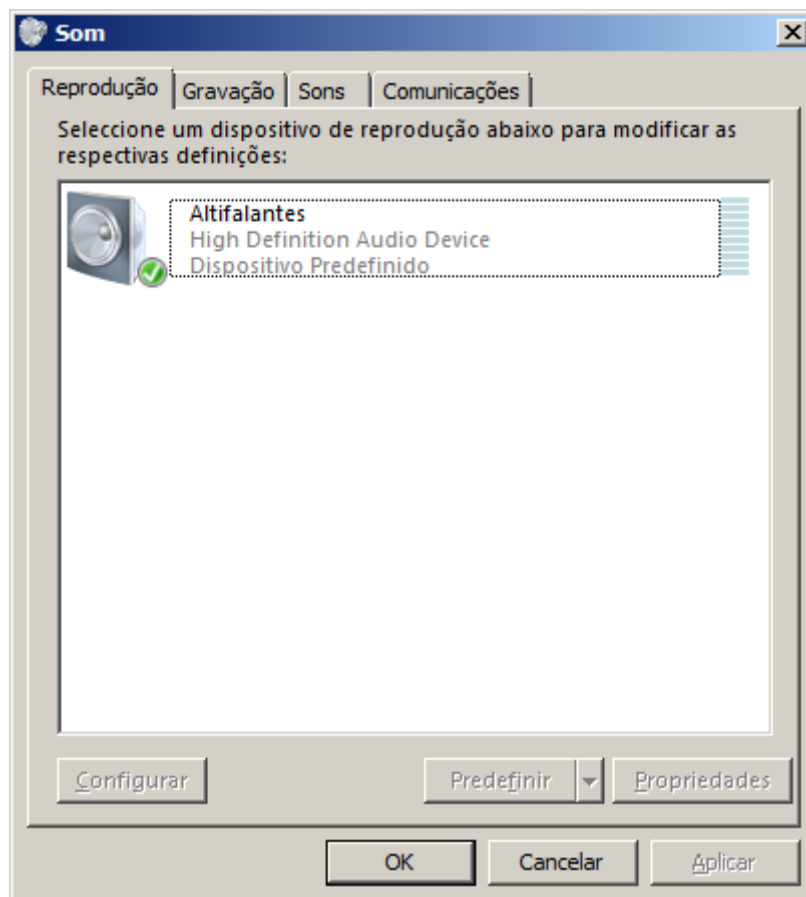 Som
Reprodução Gravação Sons Comunicações
Seleccione um dispositivo de reprodução abaixo para modificar as
respectivas definições:
Altifalantes
High Definition Audio Device
Dispositivo Predefinido
Configurar Predefinir Propriedades
OK Cancelar Aplicar